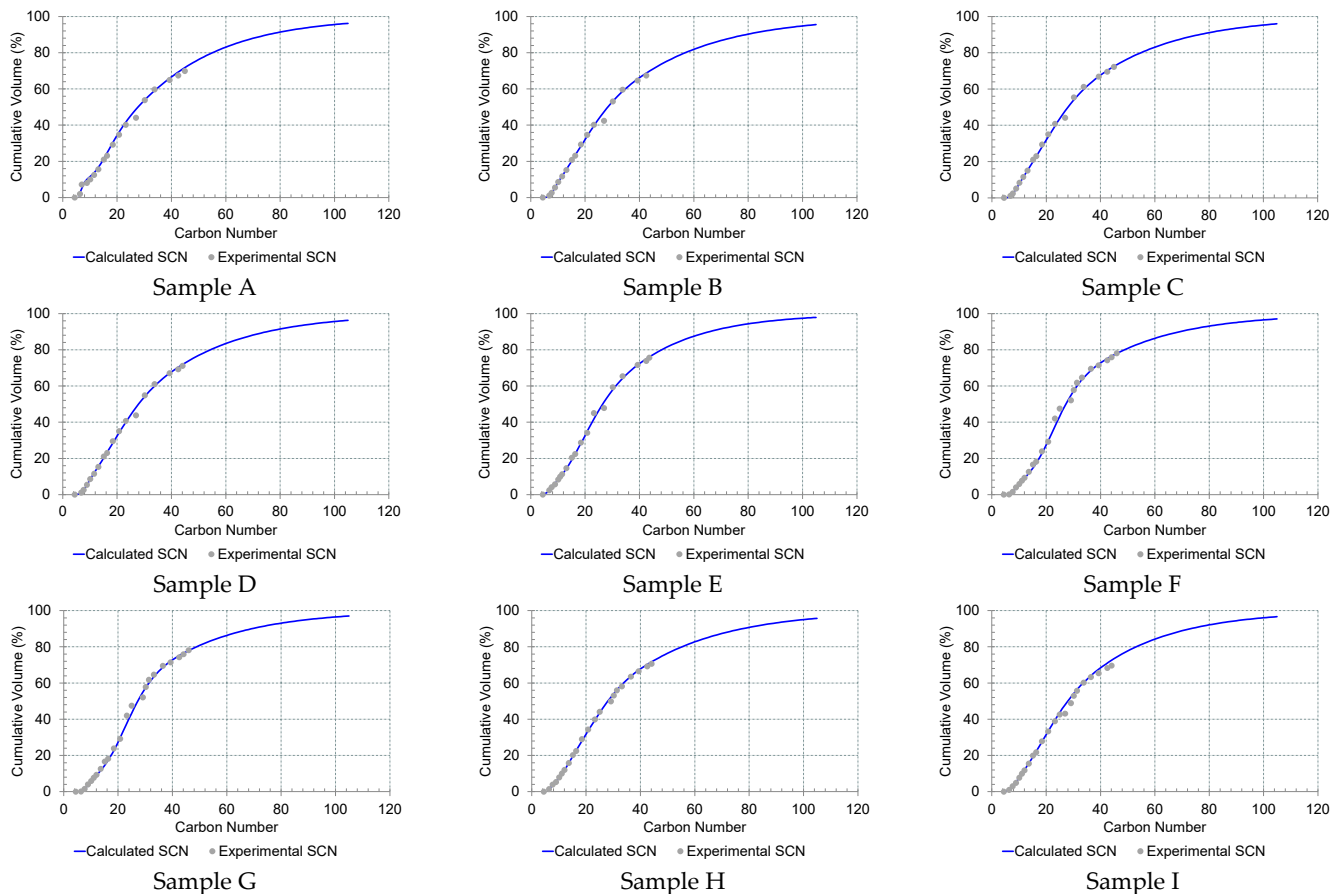 100
80
60
40
20
0
Cumulative Volume (%)
0 20 40 60 80 100 120
Carbon Number
Calculated SCN Experimental SCN
Sample A
100
80
60
40
20
0
Cumulative Volume (%)
0 20 40 60 80 100 120
Carbon Number
Calculated SCN Experimental SCN
Sample B
100
80
60
40
20
0
Cumulative Volume (%)
0 20 40 60 80 100 120
Carbon Number
Calculated SCN Experimental SCN
Sample C
100
80
60
40
20
0
Cumulative Volume (%)
0 20 40 60 80 100 120
Carbon Number
Calculated SCN Experimental SCN
Sample D
100
80
60
40
20
0
Cumulative Volume (%)
0 20 40 60 80 100 120
Carbon Number
Calculated SCN Experimental SCN
Sample E
100
80
60
40
20
0
Cumulative Volume (%)
0 20 40 60 80 100 120
Carbon Number
Calculated SCN Experimental SCN
Sample F
100
80
60
40
20
0
Cumulative Volume (%)
0 20 40 60 80 100 120
Carbon Number
Calculated SCN Experimental SCN
Sample G
100
80
60
40
20
0
Cumulative Volume (%)
0 20 40 60 80 100 120
Carbon Number
Calculated SCN Experimental SCN
Sample H
100
80
60
40
20
0
Cumulative Volume (%)
0 20 40 60 80 100 120
Carbon Number
Calculated SCN Experimental SCN
Sample I